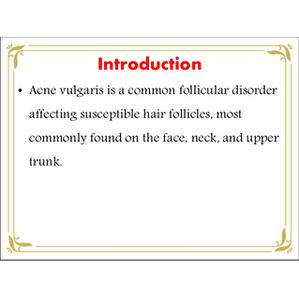 Introduction
• Acne vulgaris is a common follicular disorder
affecting susceptible hair follicles, most
commonly found on the face, neck, and upper
trunk.